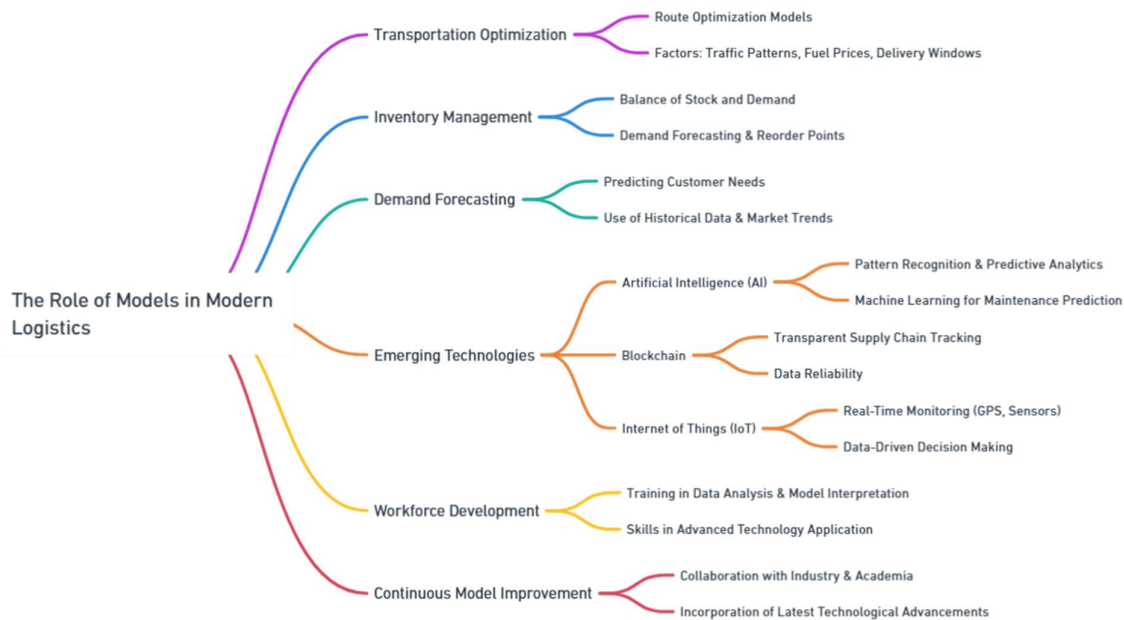 The Role of Models in Modern
Logistics
Transportation Optimization
Route Optimization Models
Factors: Traffic Patterns, Fuel Prices, Delivery Windows
Inventory Management
Balance of Stock and Demand
Demand Forecasting & Reorder Points
Demand Forecasting
Predicting Customer Needs
Use of Historical Data & Market Trends
Emerging Technologies
Artificial Intelligence (AI)
Pattern Recognition & Predictive Analytics
Machine Learning for Maintenance Prediction
Blockchain
Transparent Supply Chain Tracking
Data Reliability
Internet of Things (IoT)
Real-Time Monitoring (GPS, Sensors)
Data-Driven Decision Making
Workforce Development
Training in Data Analysis & Model Interpretation
Skills in Advanced Technology Application
Continuous Model Improvement
Collaboration with Industry & Academia
Incorporation of Latest Technological Advancements